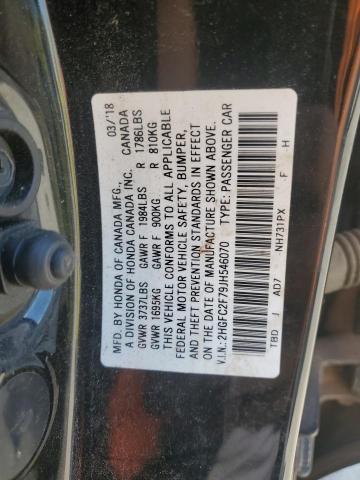 MFD. BY HONDA OF CANADA MFG., 03/'18
A DIVISION OF HONDA CANADA INC. CANADA
GVWR 3737LBS GAWR F 1984LBS R 1786LBS
GVWR 1695KG GAWR F 900KG R 810KG
THIS VEHICLE CONFORMS TO ALL APPLICABLE
FEDERAL MOTOR VEHICLE SAFETY, BUMPER,
AND THEFT PREVENTION STANDARDS IN EFFECT
ON THE DATE OF MANUFACTURE SHOWN ABOVE.
V.I.N.: 2HGFC2F79JH546070 TYPE: PASSENGER CAR
TBD J AD7 NH731PX F H